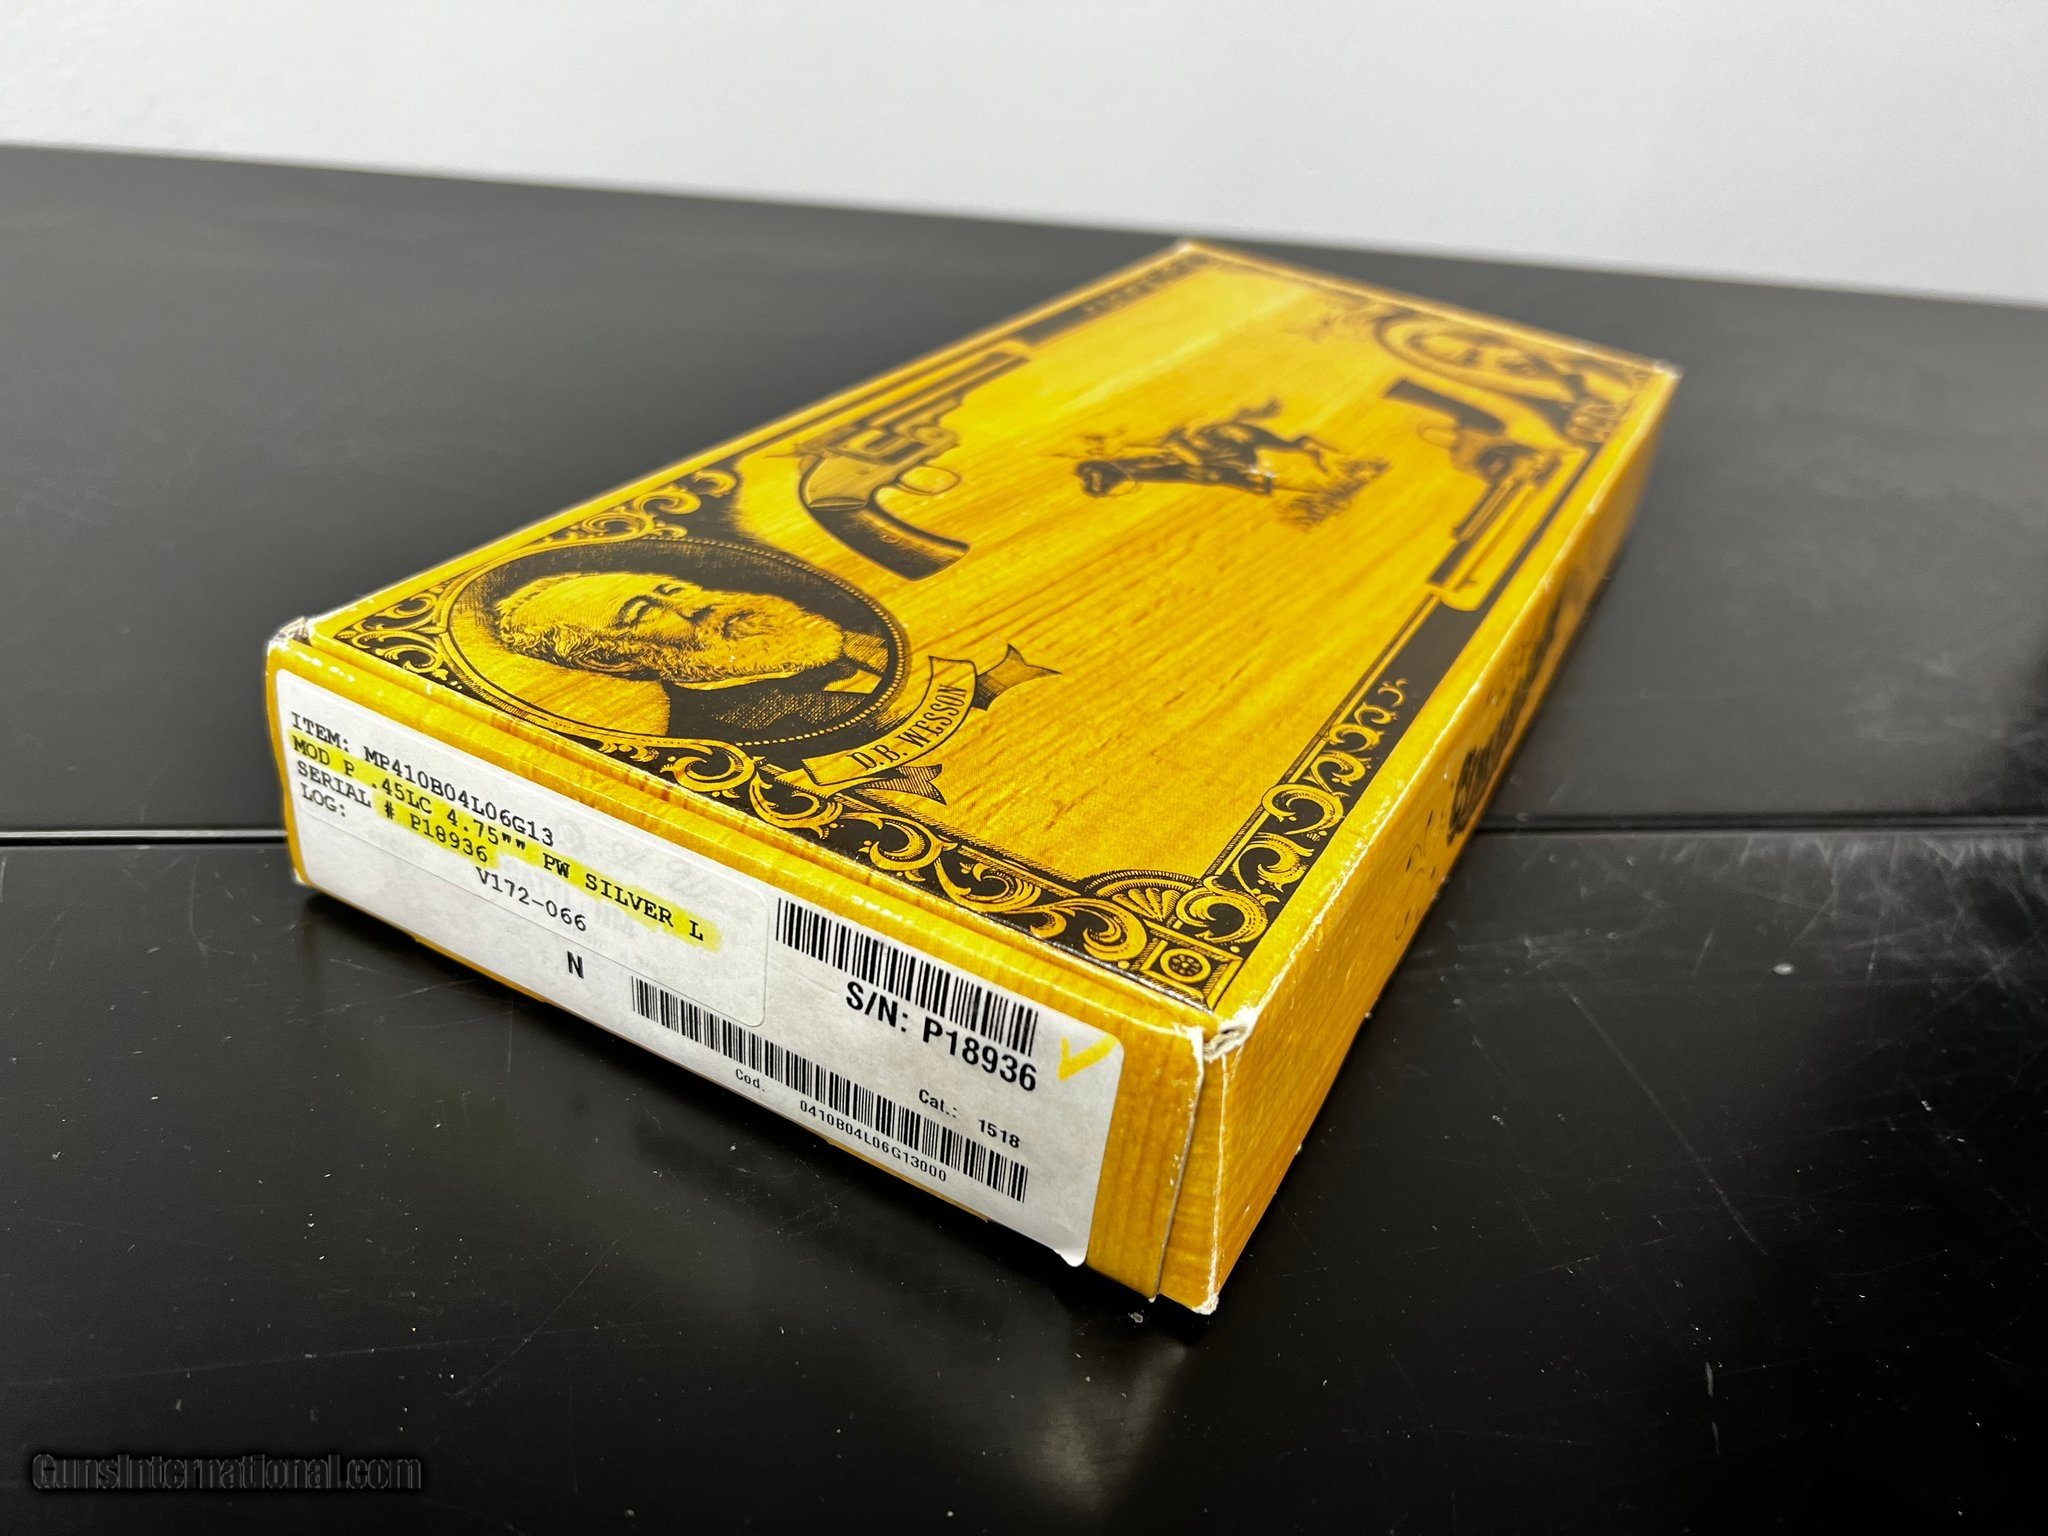 D.B. WESSON
ITEM: MP410B04L06G13
MOD P .45LC 4.75"" PW SILVER L
SERIAL # P18936
LOG:
V172-066
N
S/N: P18936
Cat.: 1518
Cod. 0410B04L06G13000
GunsInternational.com